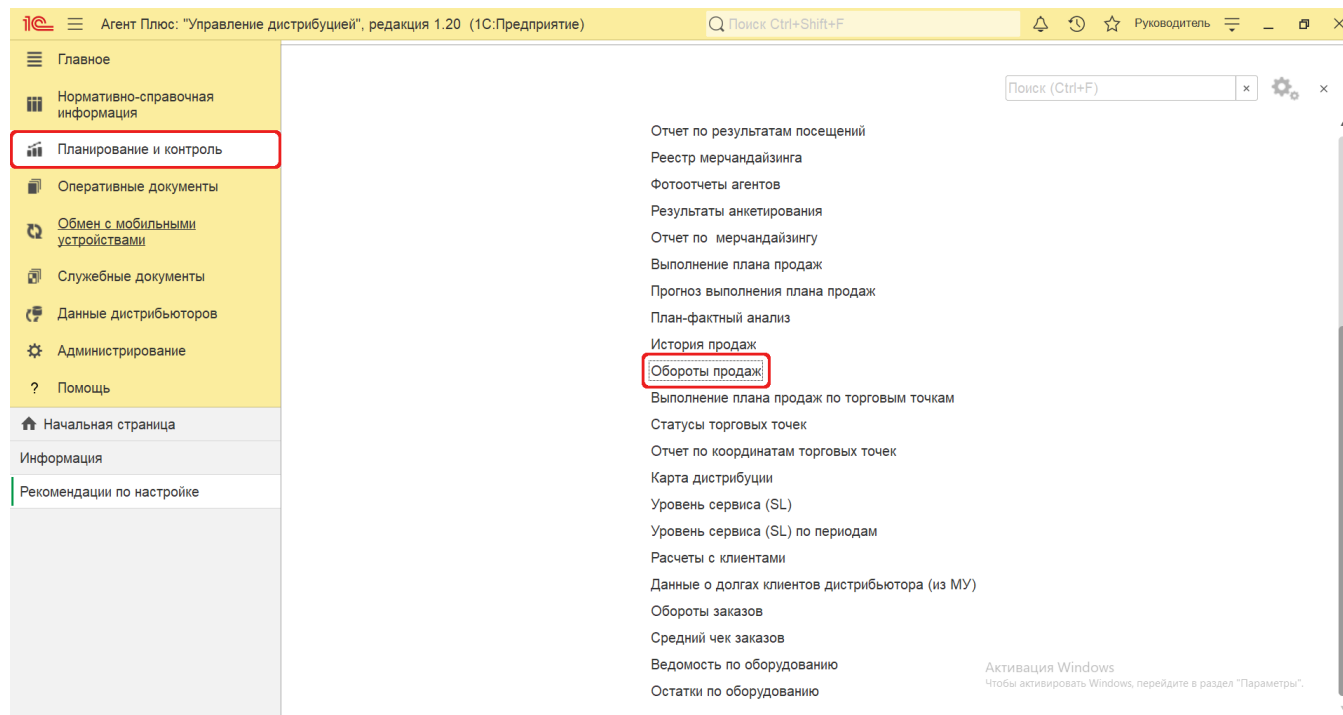 1С Агент Плюс: "Управление дистрибуцией", редакция 1.20 (1С:Предприятие) Поиск Ctrl+Shift+F Руководитель
Главное
Нормативно-справочная
информация
Планирование и контроль
Оперативные документы
Обмен с мобильными
устройствами
Служебные документы
Данные дистрибьюторов
Администрирование
? Помощь
Начальная страница
Информация
Рекомендации по настройке
Поиск (Ctrl+F) × ×
Отчет по результатам посещений
Реестр мерчандайзинга
Фотоотчеты агентов
Результаты анкетирования
Отчет по  мерчандайзингу
Выполнение плана продаж
Прогноз выполнения плана продаж
План-фактный анализ
История продаж
Обороты продаж
Выполнение плана продаж по торговым точкам
Статусы торговых точек
Отчет по координатам торговых точек
Карта дистрибуции
Уровень сервиса (SL)
Уровень сервиса (SL) по периодам
Расчеты с клиентами
Данные о долгах клиентов дистрибьютора (из МУ)
Обороты заказов
Средний чек заказов
Ведомость по оборудованию
Остатки по оборудованию
Активация Windows
Чтобы активировать Windows, перейдите в раздел "Параметры".